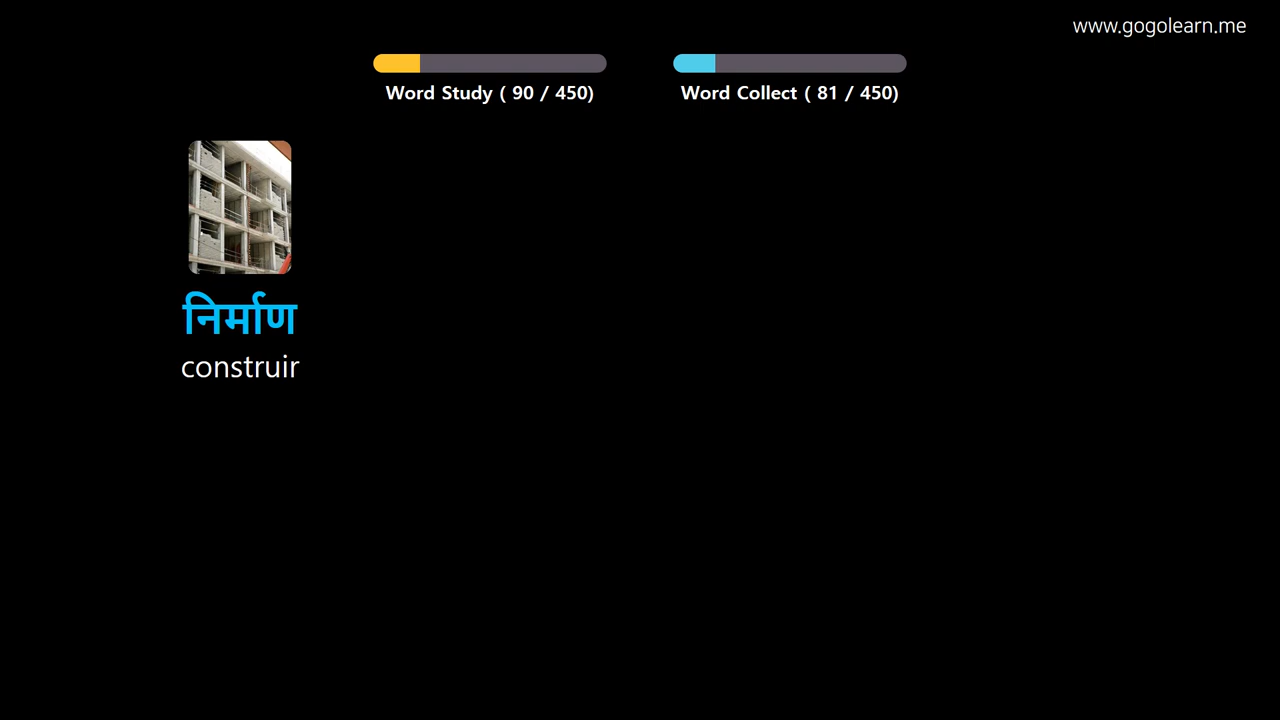 www.gogolearn.me
Word Study ( 90 / 450)
Word Collect ( 81 / 450)
निर्माण
construir